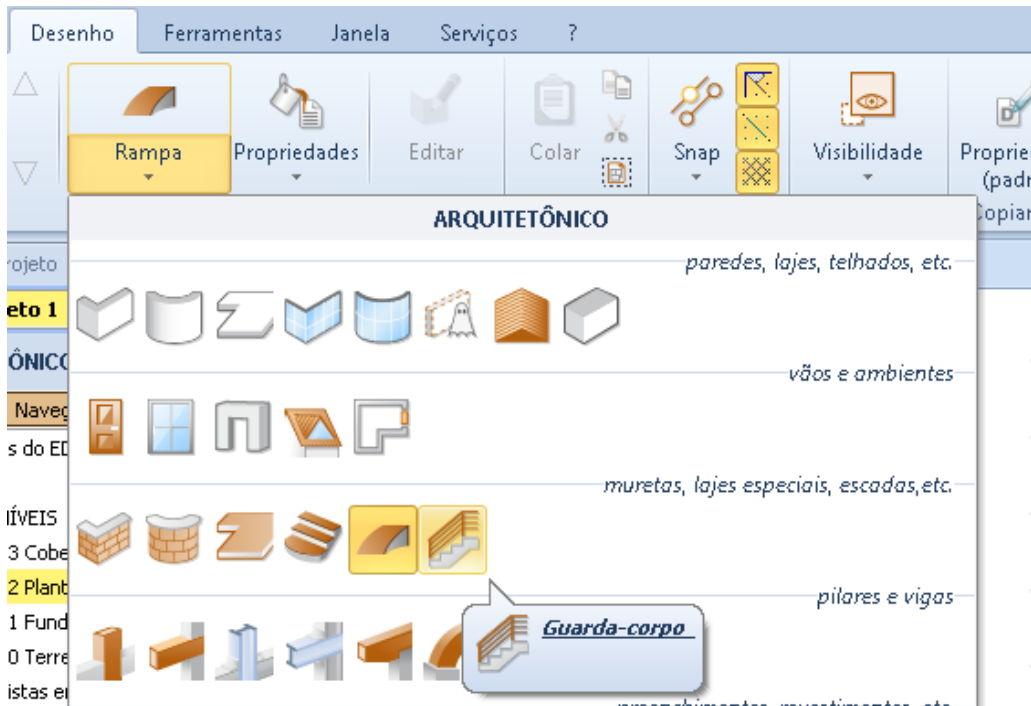 Desenho Ferramentas Janela Serviços ?
Rampa Propriedades Editar Colar Snap Visibilidade Proprie
(padr
Copiar
ARQUITETÔNICO
rojeto
paredes, lajes, telhados, etc.
eto 1
ÔNICO
vãos e ambientes
Naveg
s do ED
muretas, lajes especiais, escadas,etc.
NÍVEIS
3 Cobe
2 Plant
pilares e vigas
1 Fund
Guarda-corpo
0 Terre
istas en